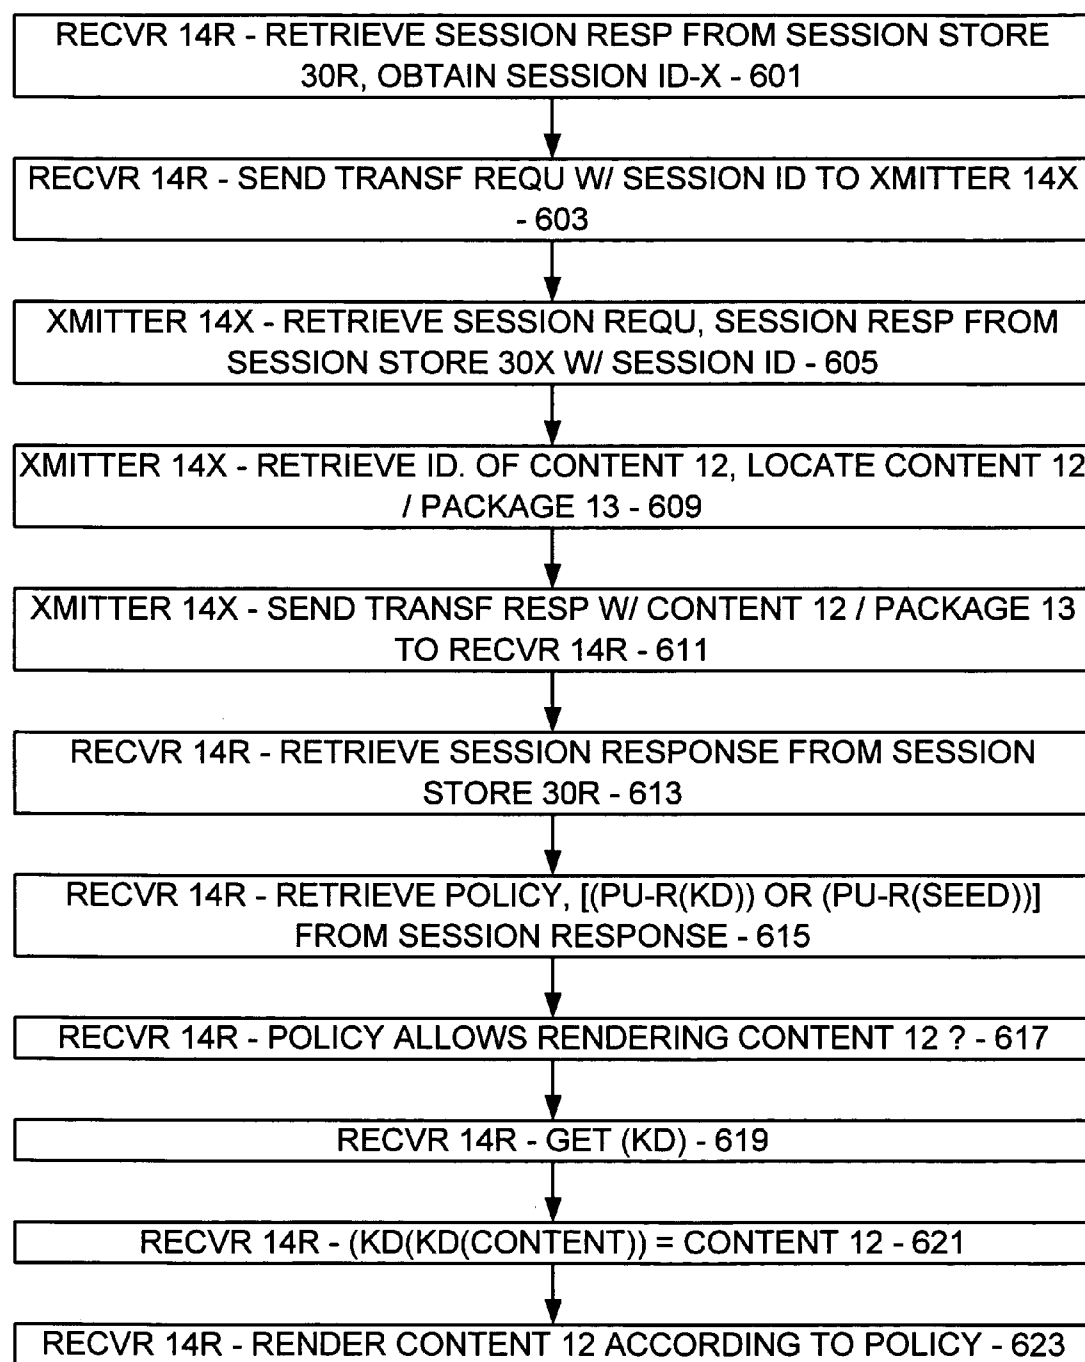 RECVR 14R - RETRIEVE SESSION RESP FROM SESSION STORE
30R, OBTAIN SESSION ID-X - 601
RECVR 14R - SEND TRANSF REQU W/ SESSION ID TO XMITTER 14X
- 603
XMITTER 14X - RETRIEVE SESSION REQU, SESSION RESP FROM
SESSION STORE 30X W/ SESSION ID - 605
XMITTER 14X - RETRIEVE ID. OF CONTENT 12, LOCATE CONTENT 12
/ PACKAGE 13 - 609
XMITTER 14X - SEND TRANSF RESP W/ CONTENT 12 / PACKAGE 13
TO RECVR 14R - 611
RECVR 14R - RETRIEVE SESSION RESPONSE FROM SESSION
STORE 30R - 613
RECVR 14R - RETRIEVE POLICY, [(PU-R(KD)) OR (PU-R(SEED))]
FROM SESSION RESPONSE - 615
RECVR 14R - POLICY ALLOWS RENDERING CONTENT 12 ? - 617
RECVR 14R - GET (KD) - 619
RECVR 14R - (KD(KD(CONTENT)) = CONTENT 12 - 621
RECVR 14R - RENDER CONTENT 12 ACCORDING TO POLICY - 623